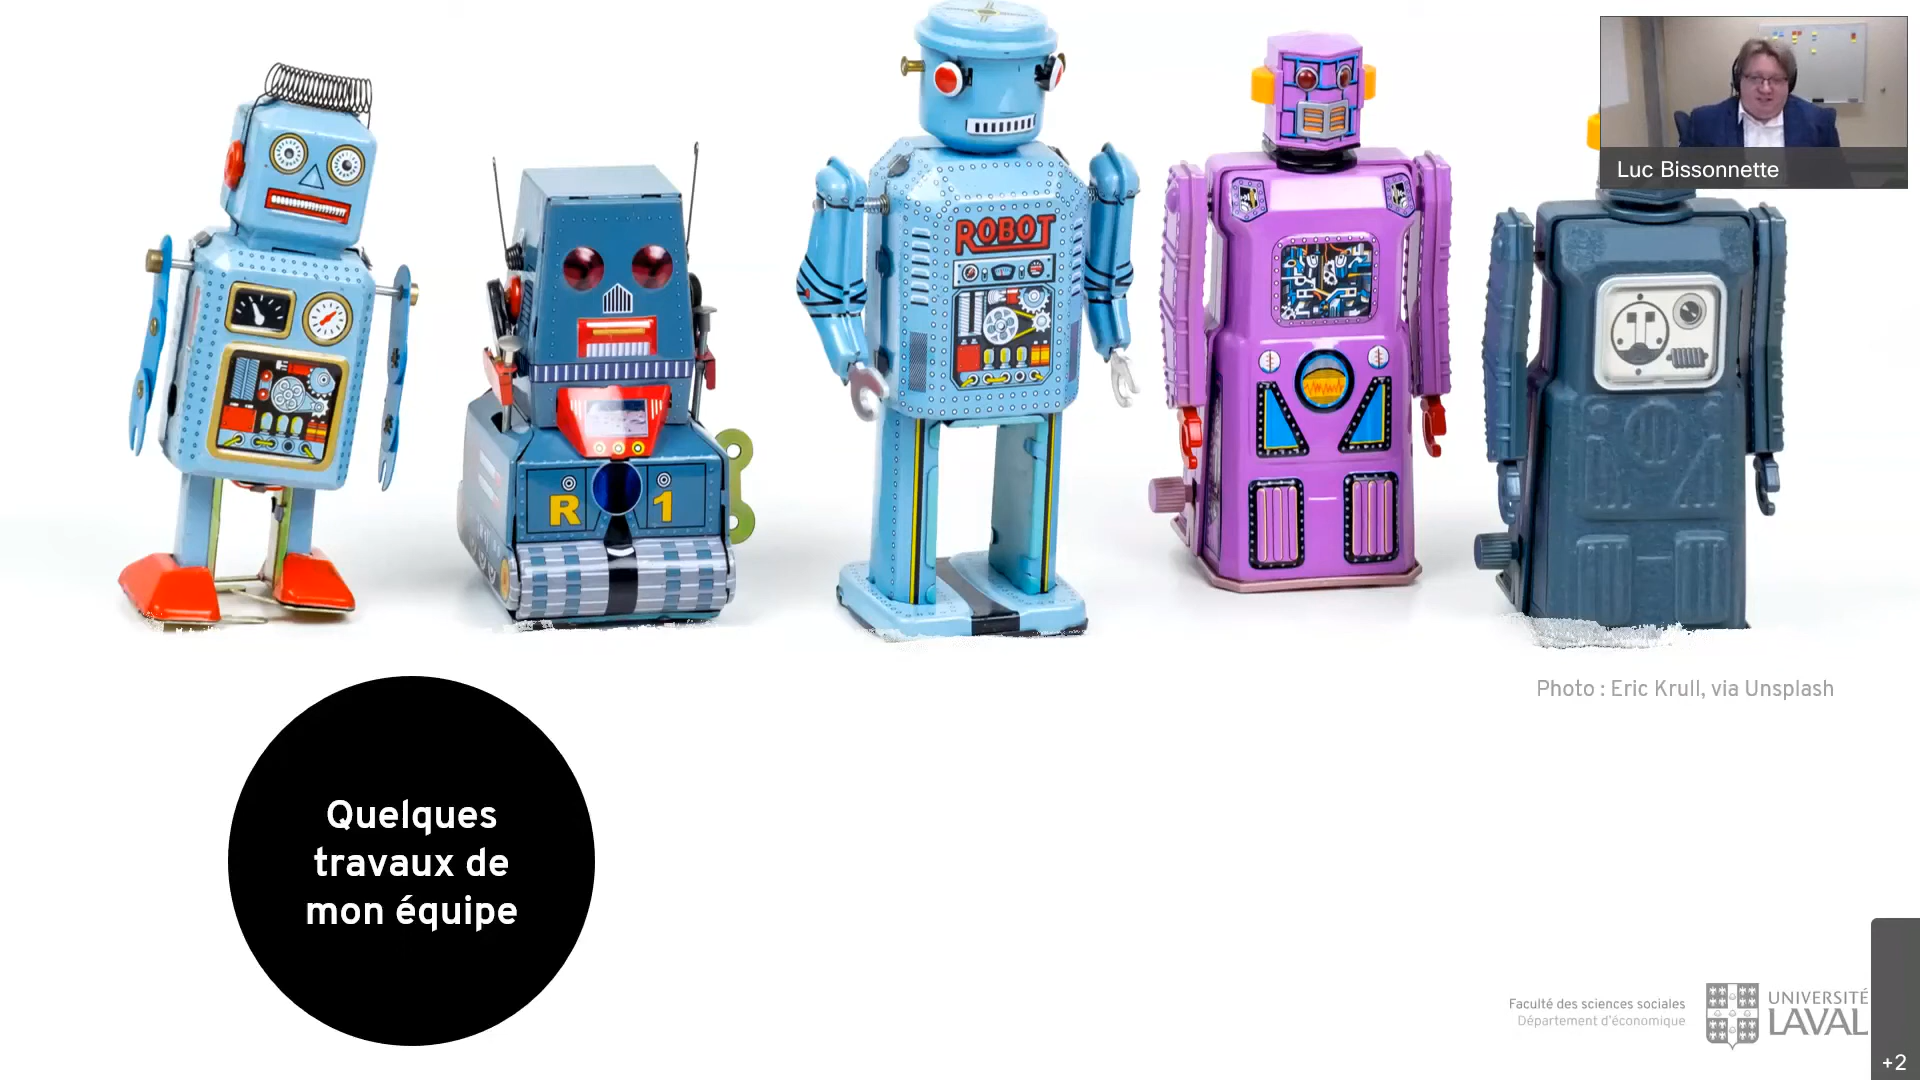 Luc Bissonnette
ROBOT
R 1
Photo : Eric Krull, via Unsplash
Quelques
travaux de
mon équipe
Faculté des sciences sociales
Département d'économique
UNIVERSITÉ
LAVAL
+2